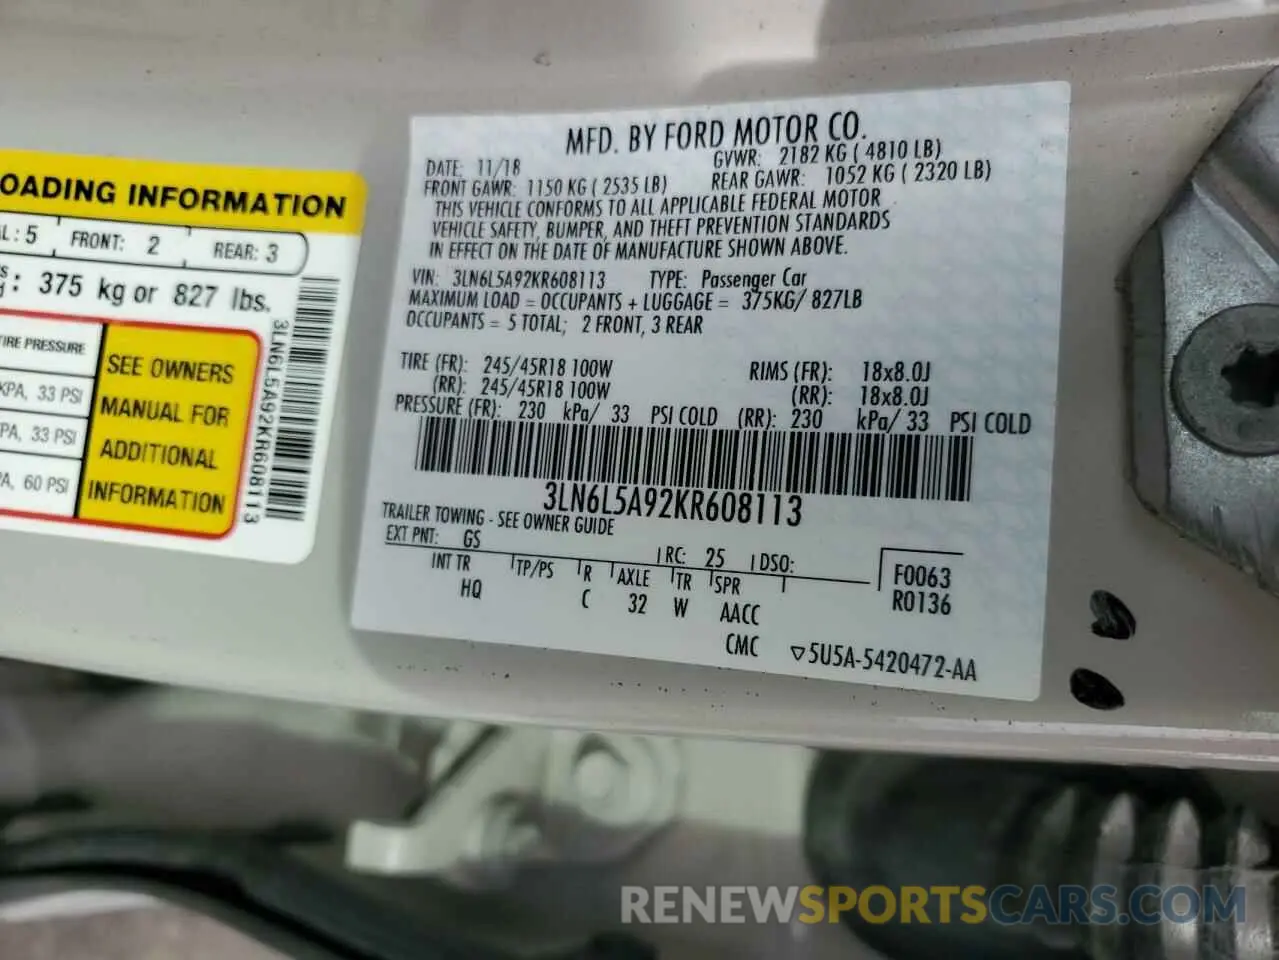 OADING INFORMATION
L: 5 FRONT: 2 REAR: 3
: 375 kg or 827 lbs.
TIRE PRESSURE
KPA, 33 PSI
PA, 33 PSI
A, 60 PSI
SEE OWNERS
MANUAL FOR
ADDITIONAL
INFORMATION
3LN6L5A92KR608113
MFD. BY FORD MOTOR CO.
DATE: 11/18 GVWR: 2182 KG ( 4810 LB)
FRONT GAWR: 1150 KG ( 2535 LB) REAR GAWR: 1052 KG ( 2320 LB)
THIS VEHICLE CONFORMS TO ALL APPLICABLE FEDERAL MOTOR
VEHICLE SAFETY, BUMPER, AND THEFT PREVENTION STANDARDS
IN EFFECT ON THE DATE OF MANUFACTURE SHOWN ABOVE.
VIN: 3LN6L5A92KR608113 TYPE: Passenger Car
MAXIMUM LOAD = OCCUPANTS + LUGGAGE = 375KG/ 827LB
OCCUPANTS = 5 TOTAL; 2 FRONT, 3 REAR
TIRE (FR): 245/45R18 100W RIMS (FR): 18x8.0J
(RR): 245/45R18 100W (RR): 18x8.0J
PRESSURE (FR): 230 kPa/ 33 PSI COLD (RR): 230 kPa/ 33 PSI COLD
3LN6L5A92KR608113
TRAILER TOWING - SEE OWNER GUIDE
EXT PNT: GS RC: 25 DSO:
INT TR TP/PS R AXLE TR SPR
HQ C 32 W AACC
CMC
F0063
R0136
▽5U5A-5420472-AA
RENEWSPORTSCARS.COM